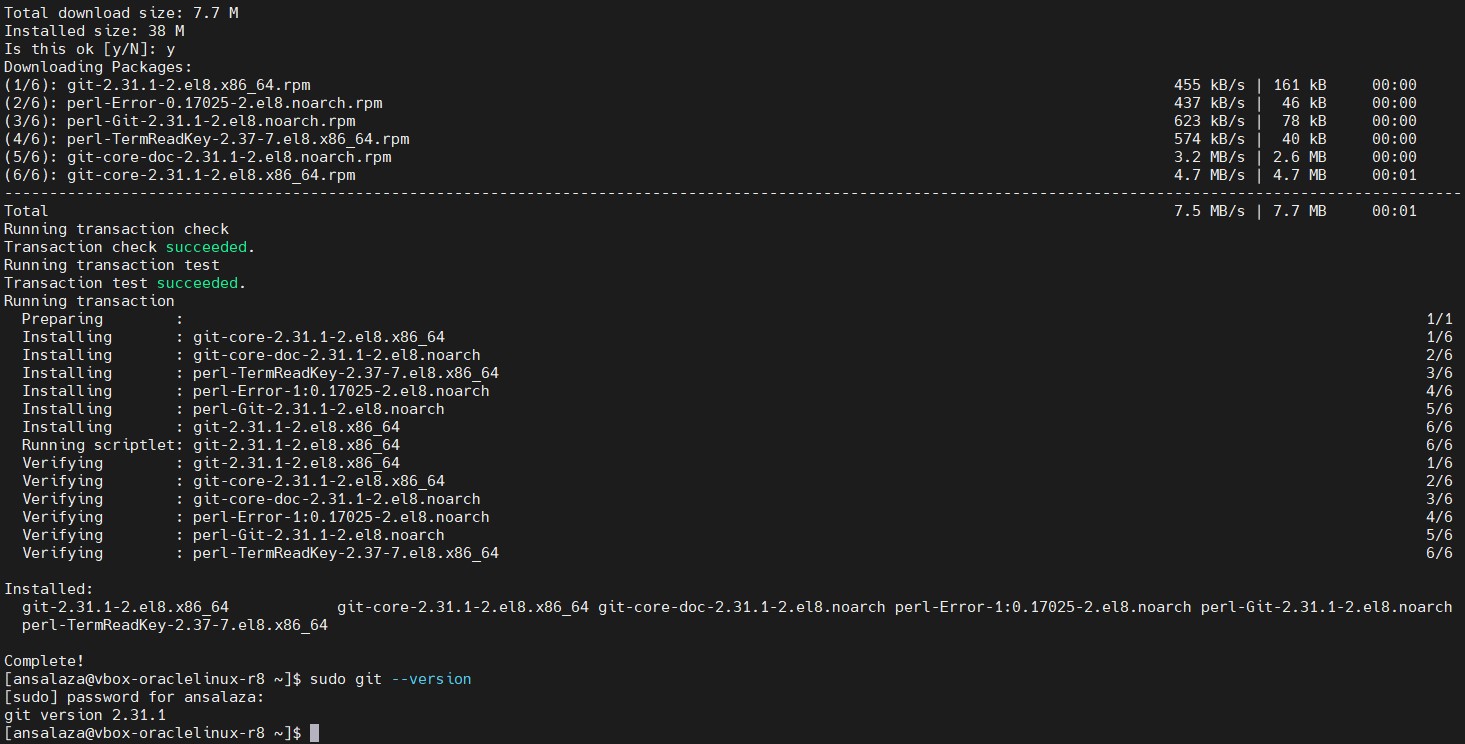 Total download size: 7.7 M
Installed size: 38 M
Is this ok [y/N]: y
Downloading Packages:
(1/6): git-2.31.1-2.el8.x86_64.rpm 455 kB/s | 161 kB 00:00
(2/6): perl-Error-0.17025-2.el8.noarch.rpm 437 kB/s | 46 kB 00:00
(3/6): perl-Git-2.31.1-2.el8.noarch.rpm 623 kB/s | 78 kB 00:00
(4/6): perl-TermReadKey-2.37-7.el8.x86_64.rpm 574 kB/s | 40 kB 00:00
(5/6): git-core-doc-2.31.1-2.el8.noarch.rpm 3.2 MB/s | 2.6 MB 00:00
(6/6): git-core-2.31.1-2.el8.x86_64.rpm 4.7 MB/s | 4.7 MB 00:01
--------------------------------------------------------------------------------
Total 7.5 MB/s | 7.7 MB 00:01
Running transaction check
Transaction check succeeded.
Running transaction test
Transaction test succeeded.
Running transaction
  Preparing        : 1/1
  Installing       : git-core-2.31.1-2.el8.x86_64 1/6
  Installing       : git-core-doc-2.31.1-2.el8.noarch 2/6
  Installing       : perl-TermReadKey-2.37-7.el8.x86_64 3/6
  Installing       : perl-Error-1:0.17025-2.el8.noarch 4/6
  Installing       : perl-Git-2.31.1-2.el8.noarch 5/6
  Installing       : git-2.31.1-2.el8.x86_64 6/6
  Running scriptlet: git-2.31.1-2.el8.x86_64 6/6
  Verifying        : git-2.31.1-2.el8.x86_64 1/6
  Verifying        : git-core-2.31.1-2.el8.x86_64 2/6
  Verifying        : git-core-doc-2.31.1-2.el8.noarch 3/6
  Verifying        : perl-Error-1:0.17025-2.el8.noarch 4/6
  Verifying        : perl-Git-2.31.1-2.el8.noarch 5/6
  Verifying        : perl-TermReadKey-2.37-7.el8.x86_64 6/6

Installed:
  git-2.31.1-2.el8.x86_64 git-core-2.31.1-2.el8.x86_64 git-core-doc-2.31.1-2.el8.noarch perl-Error-1:0.17025-2.el8.noarch perl-Git-2.31.1-2.el8.noarch
  perl-TermReadKey-2.37-7.el8.x86_64

Complete!
[ansalaza@vbox-oraclelinux-r8 ~]$ sudo git --version
[sudo] password for ansalaza:
git version 2.31.1
[ansalaza@vbox-oraclelinux-r8 ~]$